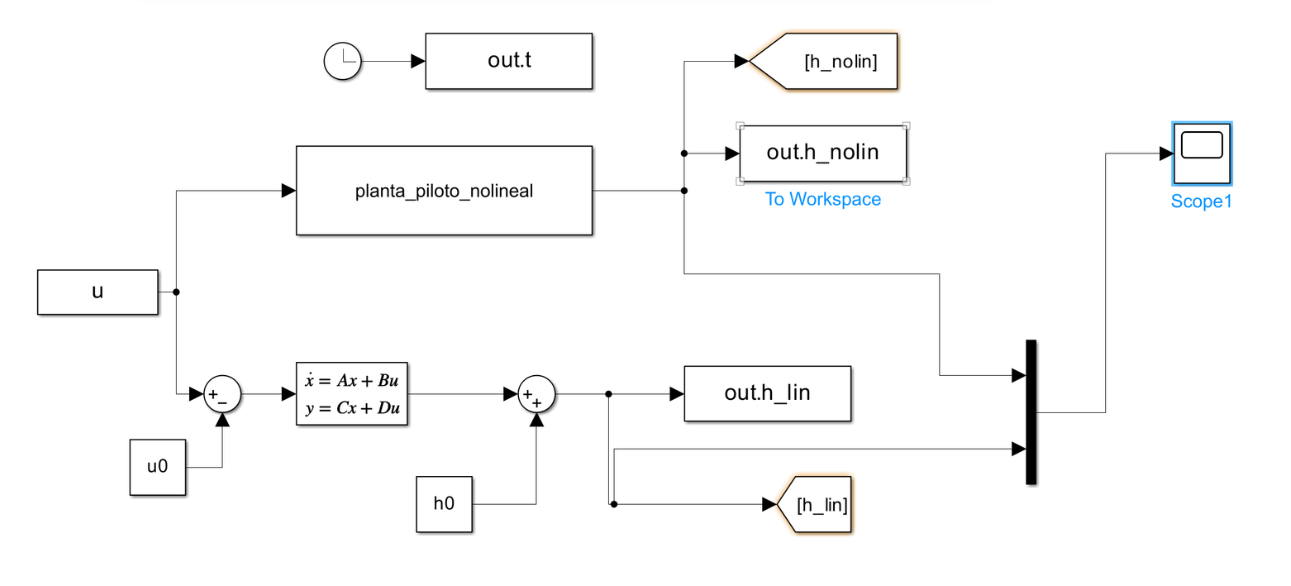 out.t
[h_nolin]
out.h_nolin
To Workspace
Scope1
planta_piloto_nolineal
u
+
−
ẋ = Ax + Bu
y = Cx + Du
+
+
out.h_lin
u0
h0
[h_lin]